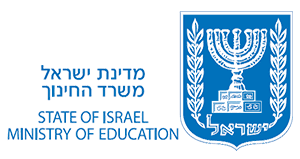 מדינת ישראל
משרד החינוך
STATE OF ISRAEL
MINISTRY OF EDUCATION
ישראל